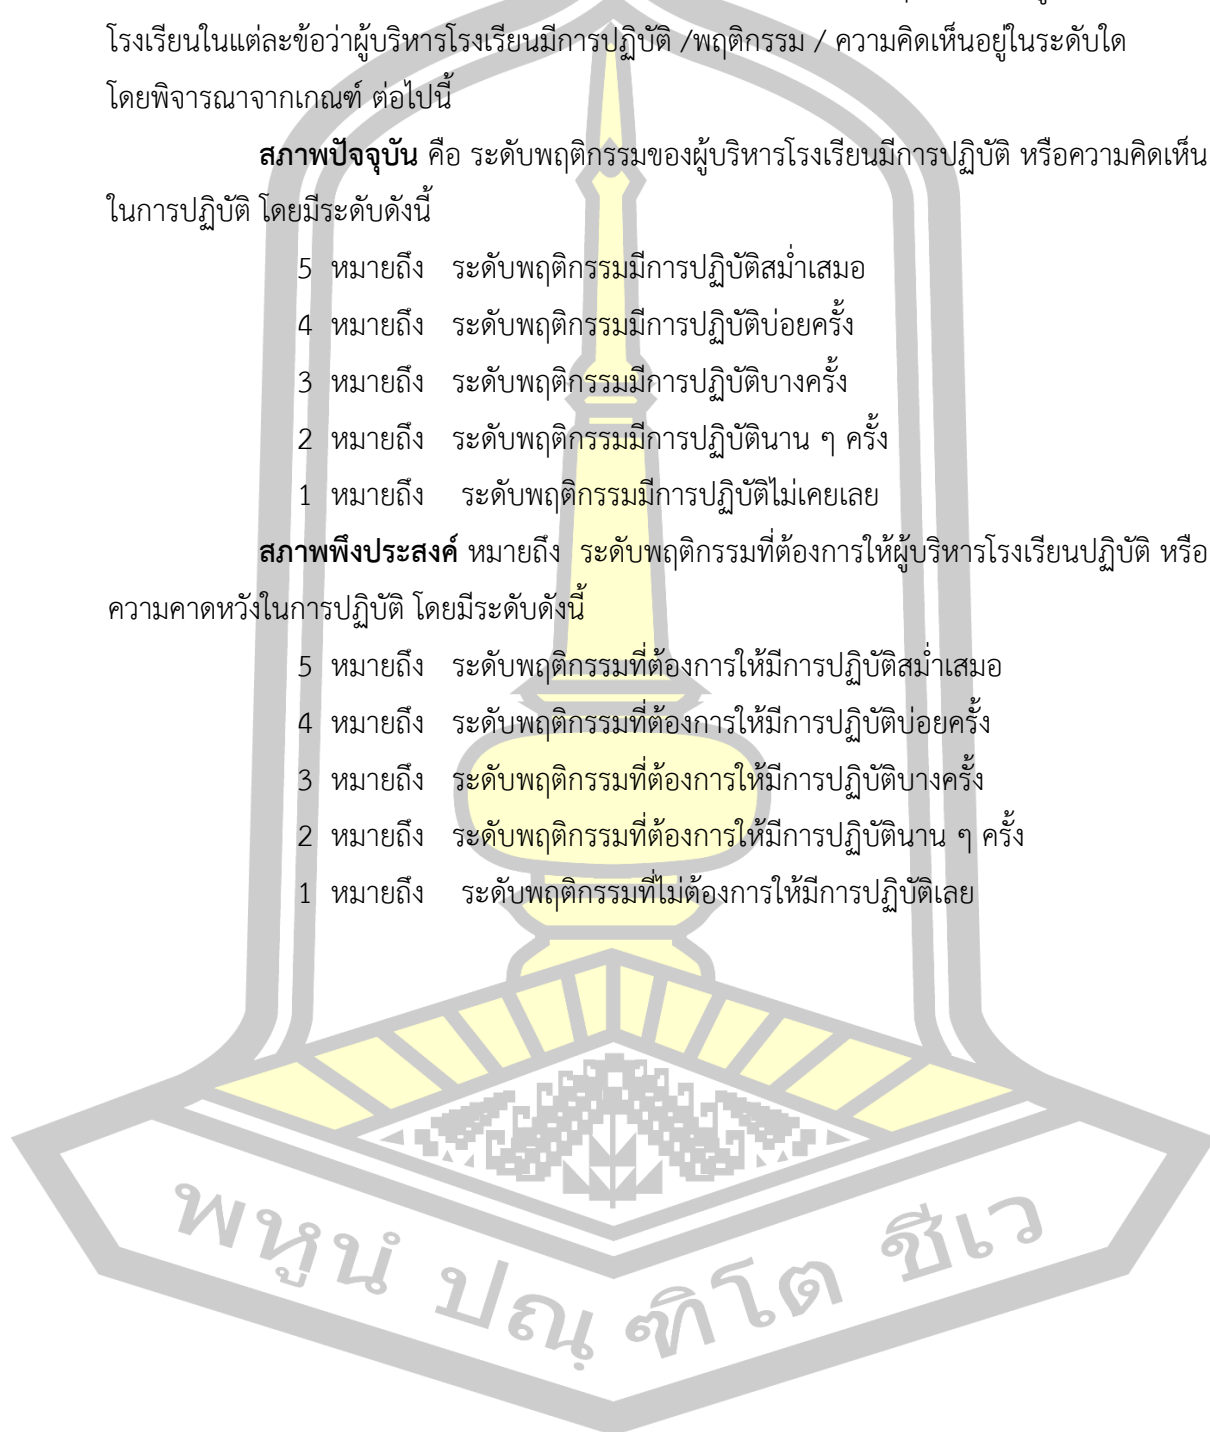 โรงเรียนในแต่ละข้อว่าผู้บริหารโรงเรียนมีการปฏิบัติ /พฤติกรรม / ความคิดเห็นอยู่ในระดับใด
โดยพิจารณาจากเกณฑ์ ต่อไปนี้
สภาพปัจจุบัน คือ ระดับพฤติกรรมของผู้บริหารโรงเรียนมีการปฏิบัติ หรือความคิดเห็น
ในการปฏิบัติ โดยมีระดับดังนี้
5 หมายถึง ระดับพฤติกรรมมีการปฏิบัติสม่ำเสมอ
4 หมายถึง ระดับพฤติกรรมมีการปฏิบัติบ่อยครั้ง
3 หมายถึง ระดับพฤติกรรมมีการปฏิบัติบางครั้ง
2 หมายถึง ระดับพฤติกรรมมีการปฏิบัตินาน ๆ ครั้ง
1 หมายถึง ระดับพฤติกรรมมีการปฏิบัติไม่เคยเลย
สภาพพึงประสงค์ หมายถึง ระดับพฤติกรรมที่ต้องการให้ผู้บริหารโรงเรียนปฏิบัติ หรือ
ความคาดหวังในการปฏิบัติ โดยมีระดับดังนี้
5 หมายถึง ระดับพฤติกรรมที่ต้องการให้มีการปฏิบัติสม่ำเสมอ
4 หมายถึง ระดับพฤติกรรมที่ต้องการให้มีการปฏิบัติบ่อยครั้ง
3 หมายถึง ระดับพฤติกรรมที่ต้องการให้มีการปฏิบัติบางครั้ง
2 หมายถึง ระดับพฤติกรรมที่ต้องการให้มีการปฏิบัตินาน ๆ ครั้ง
1 หมายถึง ระดับพฤติกรรมที่ไม่ต้องการให้มีการปฏิบัติเลย
พหูนํ ปณฺฑิโต ชีเว